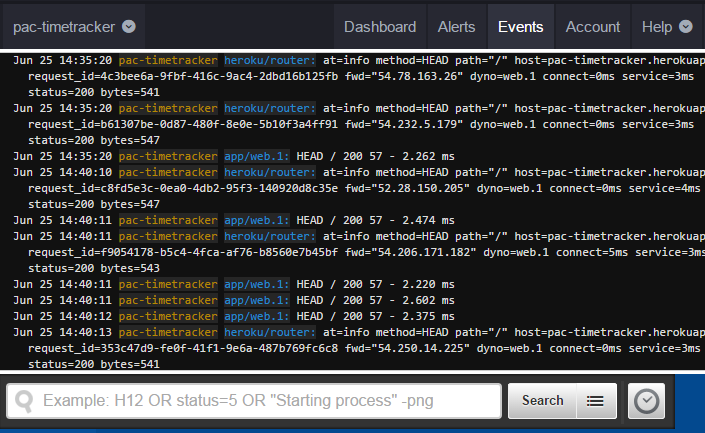 pac-timetracker Dashboard Alerts Events Account Help
Jun 25 14:35:20 pac-timetracker heroku/router: at=info method=HEAD path="/" host=pac-timetracker.herokuap
request_id=4c3bee6a-9fbf-416c-9ac4-2dbd16b125fb fwd="54.78.163.26" dyno=web.1 connect=0ms service=3ms
status=200 bytes=541
Jun 25 14:35:20 pac-timetracker heroku/router: at=info method=HEAD path="/" host=pac-timetracker.herokuap
request_id=b61307be-0d87-480f-8e0e-5b10f3a4ff91 fwd="54.232.5.179" dyno=web.1 connect=0ms service=3ms
status=200 bytes=547
Jun 25 14:35:20 pac-timetracker app/web.1: HEAD / 200 57 - 2.262 ms
Jun 25 14:40:10 pac-timetracker heroku/router: at=info method=HEAD path="/" host=pac-timetracker.herokuap
request_id=c8fd5e3c-0ea0-4db2-95f3-140920d8c35e fwd="52.28.150.205" dyno=web.1 connect=0ms service=4ms
status=200 bytes=547
Jun 25 14:40:11 pac-timetracker app/web.1: HEAD / 200 57 - 2.474 ms
Jun 25 14:40:11 pac-timetracker heroku/router: at=info method=HEAD path="/" host=pac-timetracker.herokuap
request_id=f9054178-b5c4-4fca-af76-b8560e7b45bf fwd="54.206.171.182" dyno=web.1 connect=5ms service=3ms
status=200 bytes=543
Jun 25 14:40:11 pac-timetracker app/web.1: HEAD / 200 57 - 2.220 ms
Jun 25 14:40:11 pac-timetracker app/web.1: HEAD / 200 57 - 2.602 ms
Jun 25 14:40:12 pac-timetracker app/web.1: HEAD / 200 57 - 2.375 ms
Jun 25 14:40:13 pac-timetracker heroku/router: at=info method=HEAD path="/" host=pac-timetracker.herokuap
request_id=353c47d9-fe0f-41f1-9e6a-487b769fc6c8 fwd="54.250.14.225" dyno=web.1 connect=0ms service=3ms
status=200 bytes=541
Example: H12 OR status=5 OR "Starting process" -png Search